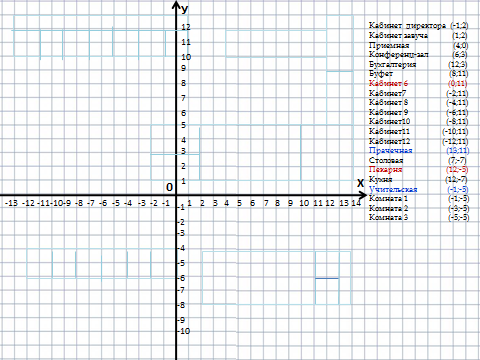 y
12
11
10
9
8
7
6
5
4
3
2
1
0
X
-13 -12 -11 -10 -9 -8 -7 -6 -5 -4 -3 -2 -1 1 2 3 4 5 6 7 8 9 10 11 12 13 14
-1
-2
-3
-4
-5
-6
-7
-8
-9
-10
Кабинет директора (-1;2)
Кабинет завуча (1;2)
Приемная (4;0)
Конференц-зал (6;3)
Бухгалтерия (12;3)
Буфет (8;11)
Кабинет 6 (0;11)
Кабинет7 (-2;11)
Кабинет 8 (-4;11)
Кабинет 9 (-6;11)
Кабинет10 (-8;11)
Кабинет11 (-10;11)
Кабинет12 (-12;11)
Прачечная (13;11)
Столовая (7;-7)
Пекарня (12;-5)
Кухня (12;-7)
Учительская (-1;-5)
Комната 1 (-1;-5)
Комната 2 (-3;-5)
Комната 3 (-5;-5)